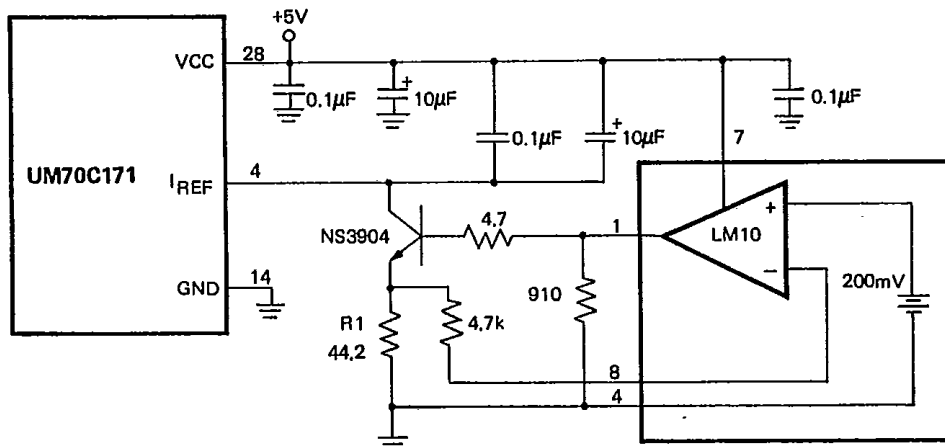 +5V
VCC
28
0.1µF
10µF
0.1µF
10µF
0.1µF
7
UM70C171
IREF
4
NS3904
4.7
1
LM10
+
−
200mV
GND
14
R1
44.2
4.7k
910
8
4